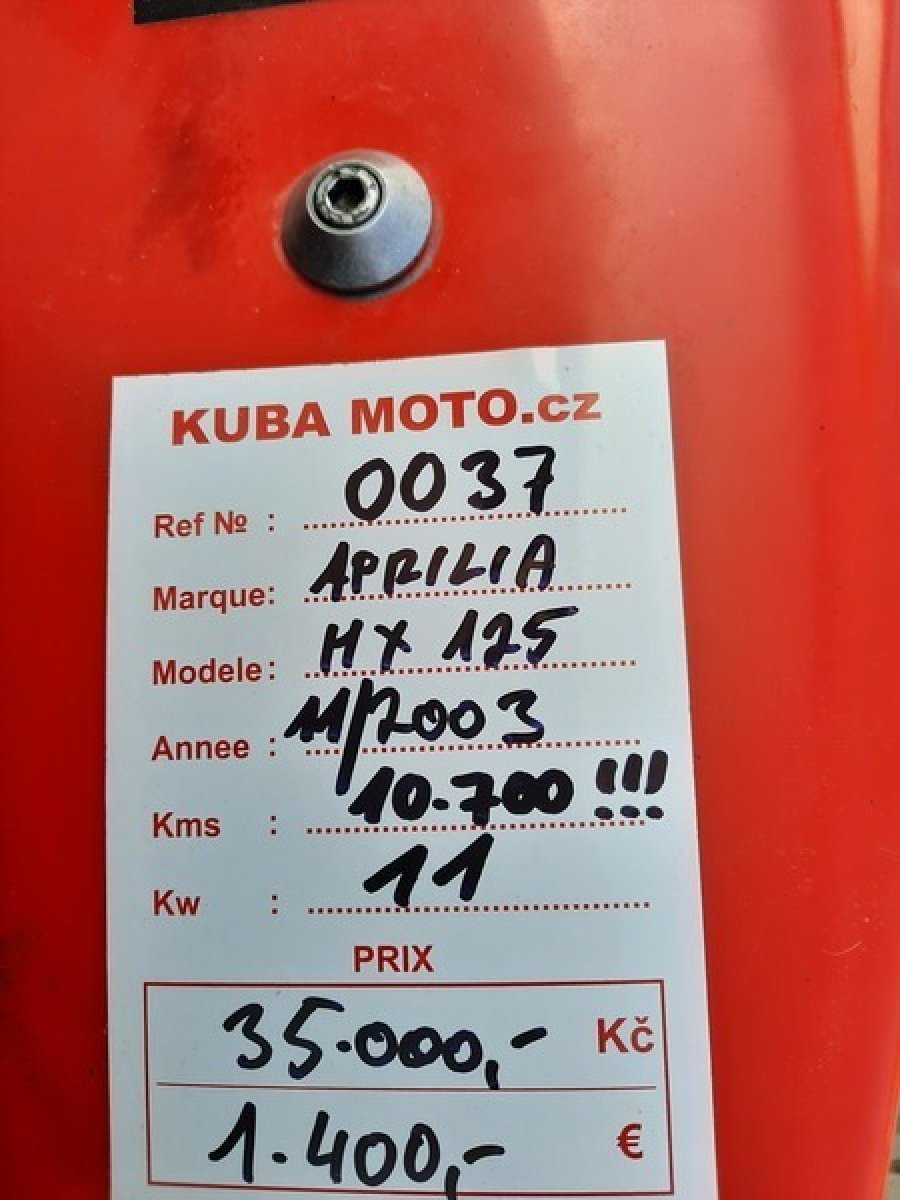 KUBA MOTO.cz
Ref № : 0037
Marque: APRILIA
Modele: HX 125
Annee : 11/2003
Kms : 10.700 !!!
Kw : 11
PRIX
35.000,- Kč
1.400,- €